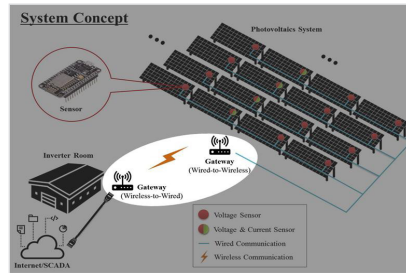 System Concept
Photovoltaics System
Sensor
Inverter Room
Gateway
(Wired-to-Wireless)
Gateway
(Wireless-to-Wired)
Internet/SCADA
Voltage Sensor
Voltage & Current Sensor
Wired Communication
Wireless Communication